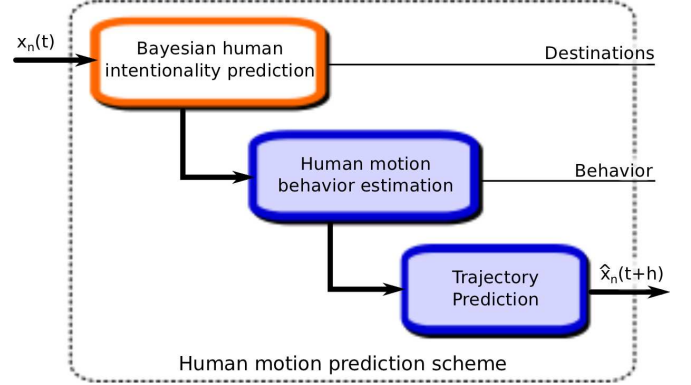 xₙ(t)
Bayesian human
intentionality prediction
Destinations
Human motion
behavior estimation
Behavior
Trajectory
Prediction
x̂ₙ(t+h)
Human motion prediction scheme